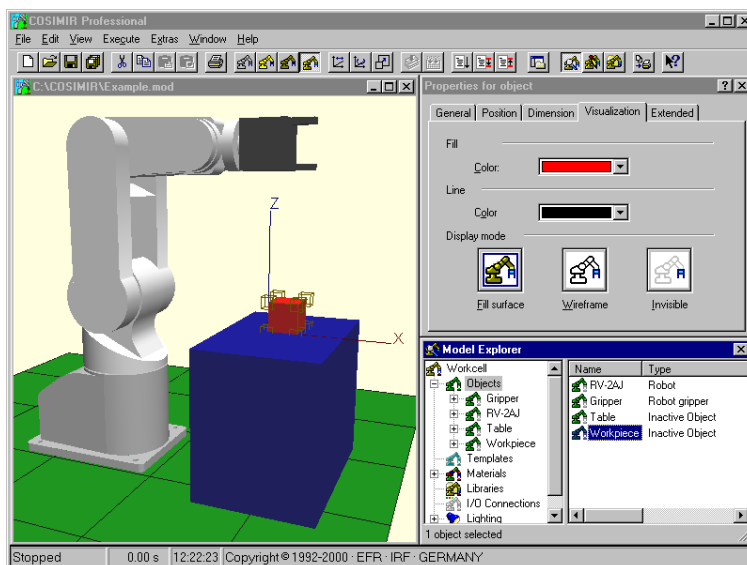 COSIMIR Professional
File Edit View Execute Extras Window Help
C:\COSIMIR\Example.mod
Z
X
Properties for object
General Position Dimension Visualization Extended
Fill
Color:
Line
Color
Display mode
Fill surface Wireframe Invisible
Model Explorer
Workcell
Objects
Gripper
RV-2AJ
Table
Workpiece
Templates
Materials
Libraries
I/O Connections
Lighting
Name Type
RV-2AJ Robot
Gripper Robot gripper
Table Inactive Object
Workpiece Inactive Object
1 object selected
Stopped 0.00 s 12:22:23 Copyright © 1992-2000 · EFR · IRF · GERMANY